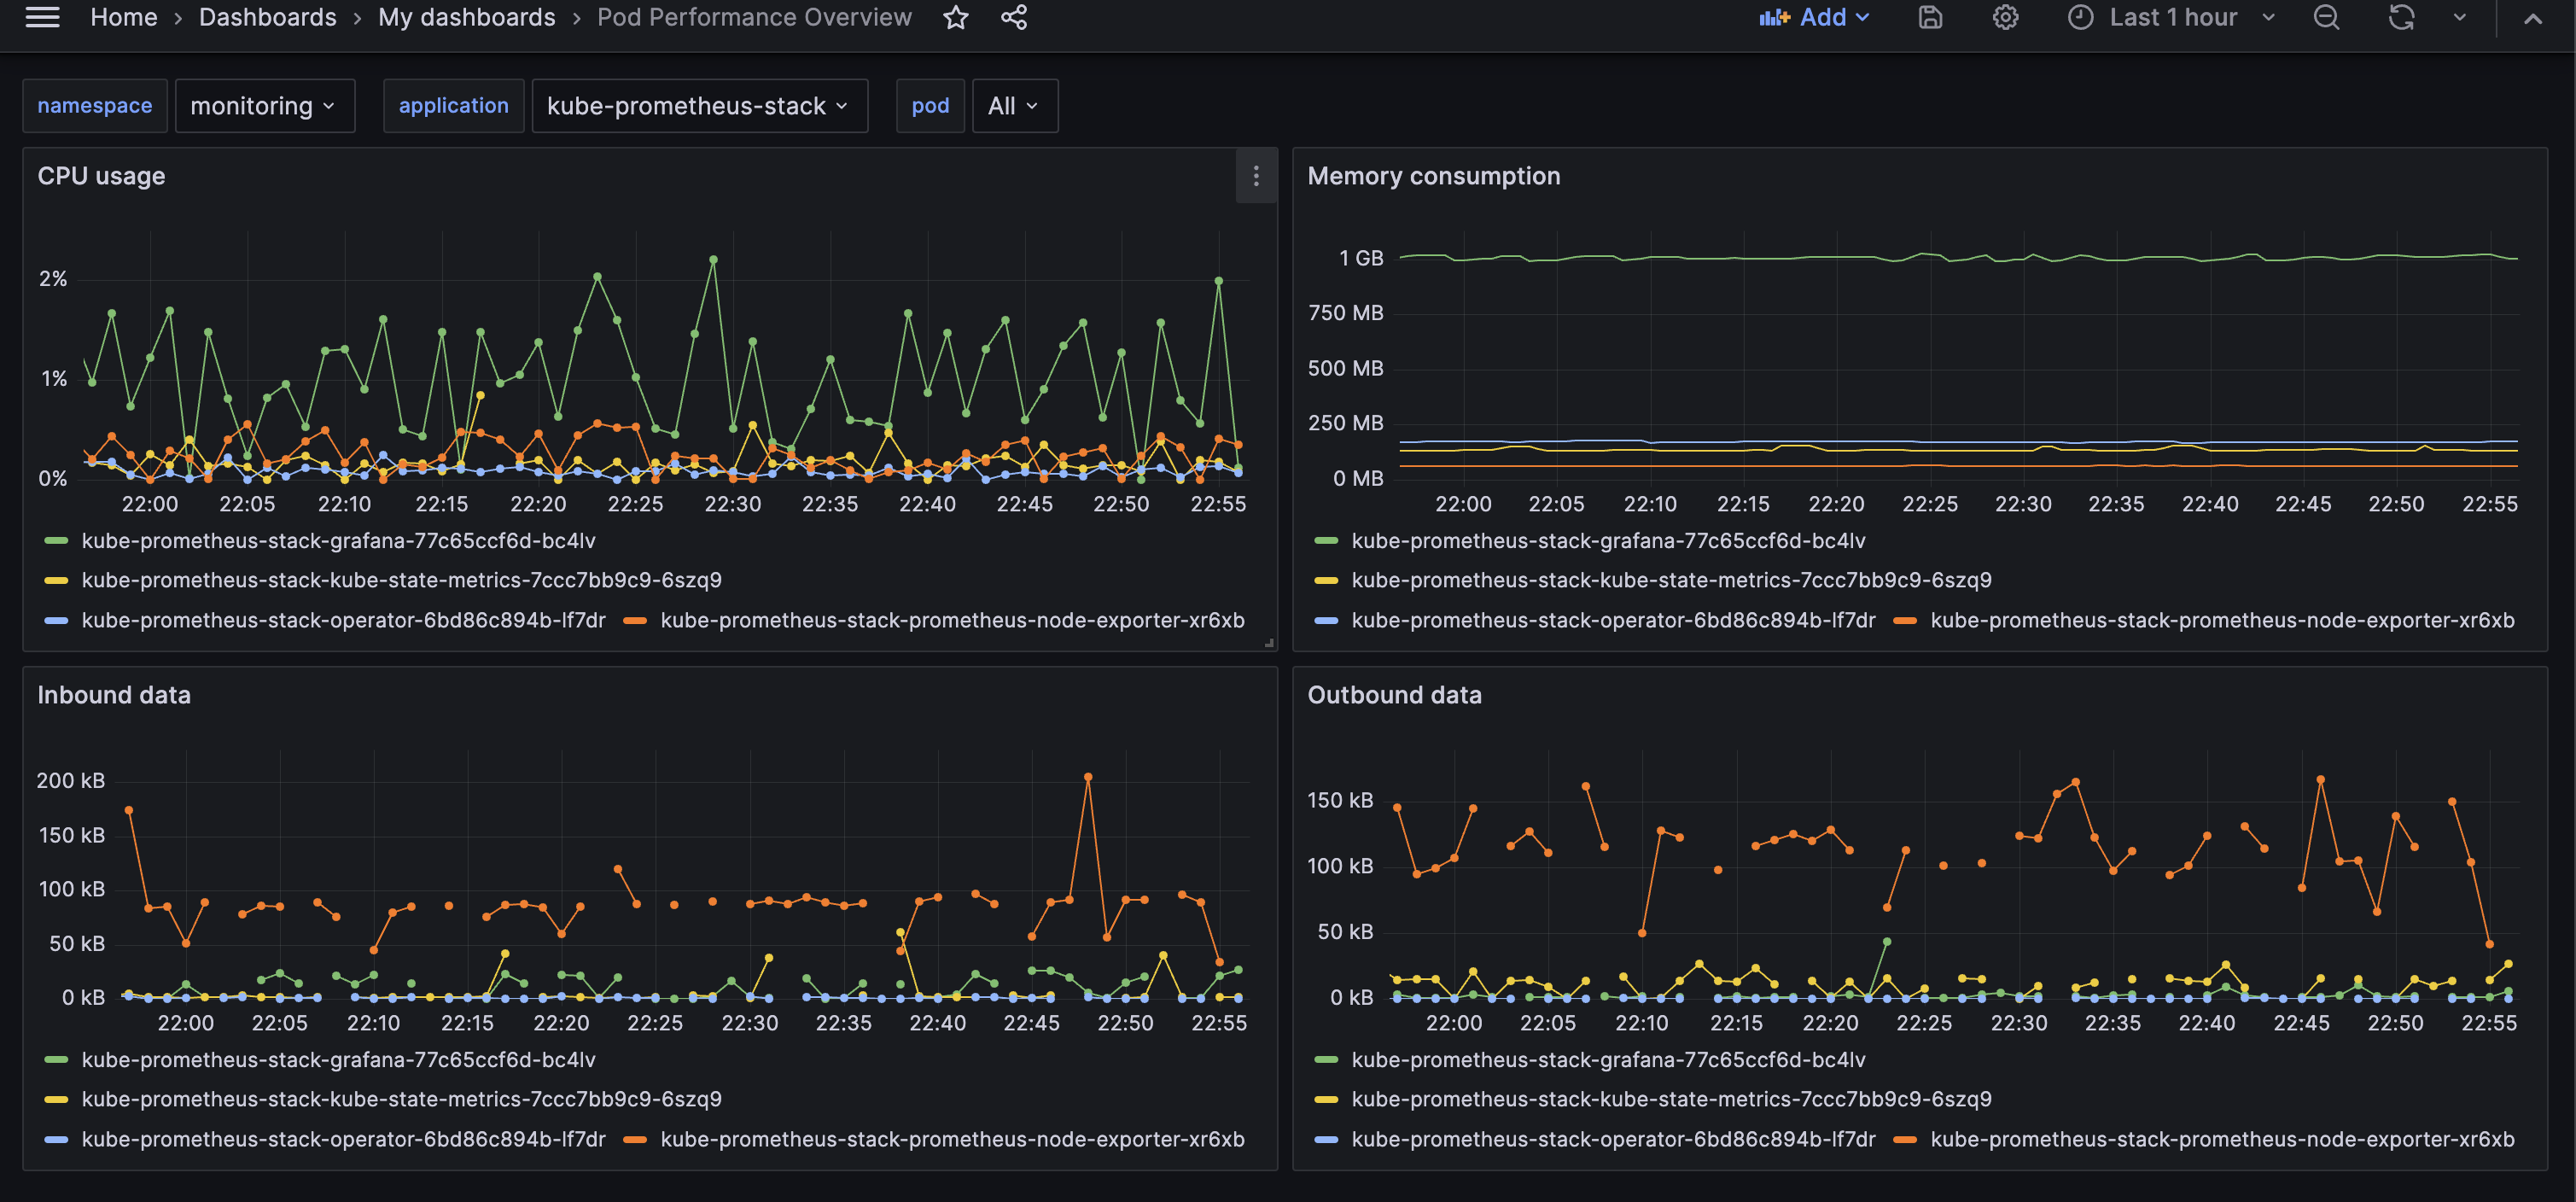 Home › Dashboards › My dashboards › Pod Performance Overview Add Last 1 hour
namespace monitoring application kube-prometheus-stack pod All
CPU usage
2%
1%
0%
22:00 22:05 22:10 22:15 22:20 22:25 22:30 22:35 22:40 22:45 22:50 22:55
kube-prometheus-stack-grafana-77c65ccf6d-bc4lv
kube-prometheus-stack-kube-state-metrics-7ccc7bb9c9-6szq9
kube-prometheus-stack-operator-6bd86c894b-lf7dr kube-prometheus-stack-prometheus-node-exporter-xr6xb
Memory consumption
1 GB
750 MB
500 MB
250 MB
0 MB
22:00 22:05 22:10 22:15 22:20 22:25 22:30 22:35 22:40 22:45 22:50 22:55
kube-prometheus-stack-grafana-77c65ccf6d-bc4lv
kube-prometheus-stack-kube-state-metrics-7ccc7bb9c9-6szq9
kube-prometheus-stack-operator-6bd86c894b-lf7dr kube-prometheus-stack-prometheus-node-exporter-xr6xb
Inbound data
200 kB
150 kB
100 kB
50 kB
0 kB
22:00 22:05 22:10 22:15 22:20 22:25 22:30 22:35 22:40 22:45 22:50 22:55
kube-prometheus-stack-grafana-77c65ccf6d-bc4lv
kube-prometheus-stack-kube-state-metrics-7ccc7bb9c9-6szq9
kube-prometheus-stack-operator-6bd86c894b-lf7dr kube-prometheus-stack-prometheus-node-exporter-xr6xb
Outbound data
150 kB
100 kB
50 kB
0 kB
22:00 22:05 22:10 22:15 22:20 22:25 22:30 22:35 22:40 22:45 22:50 22:55
kube-prometheus-stack-grafana-77c65ccf6d-bc4lv
kube-prometheus-stack-kube-state-metrics-7ccc7bb9c9-6szq9
kube-prometheus-stack-operator-6bd86c894b-lf7dr kube-prometheus-stack-prometheus-node-exporter-xr6xb